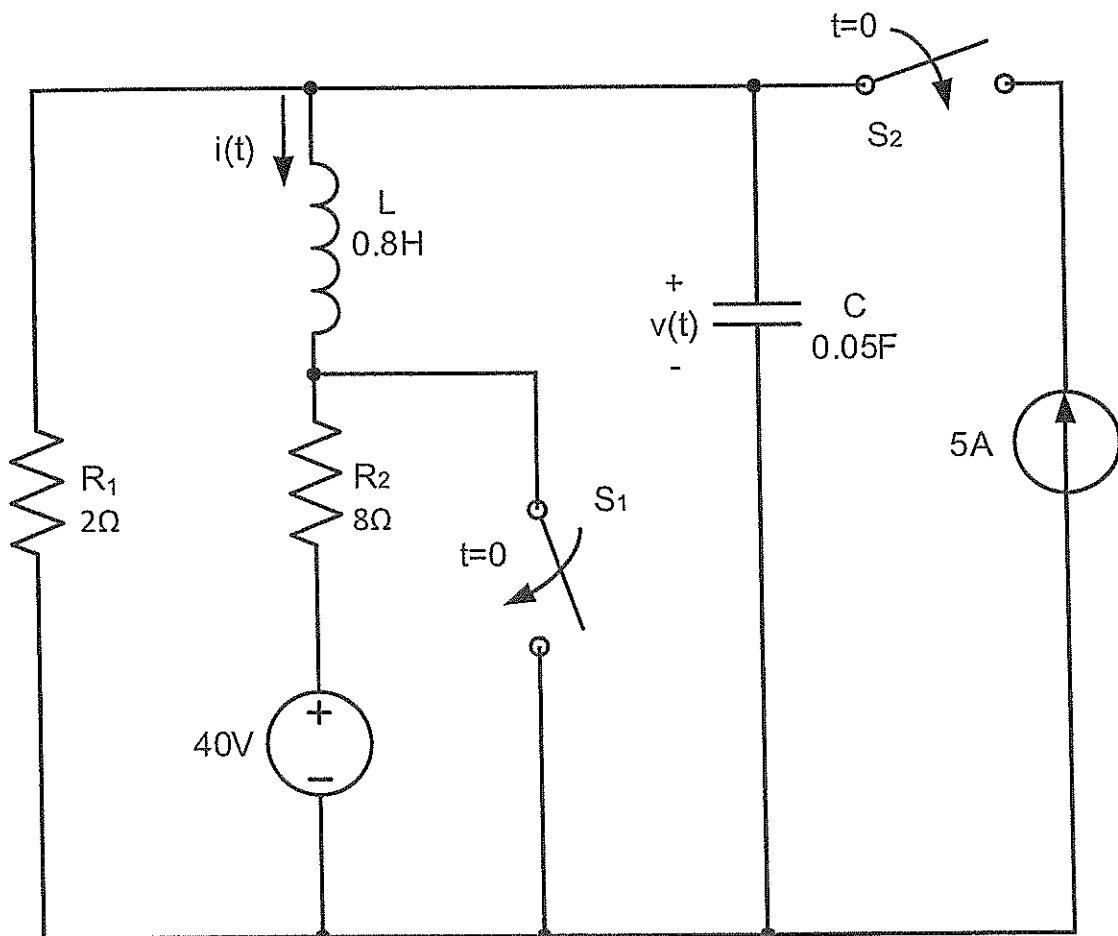 t=0
S2
i(t)
L
0.8H
+
v(t)
-
C
0.05F
5A
R1
2Ω
R2
8Ω
S1
t=0
40V
+
−